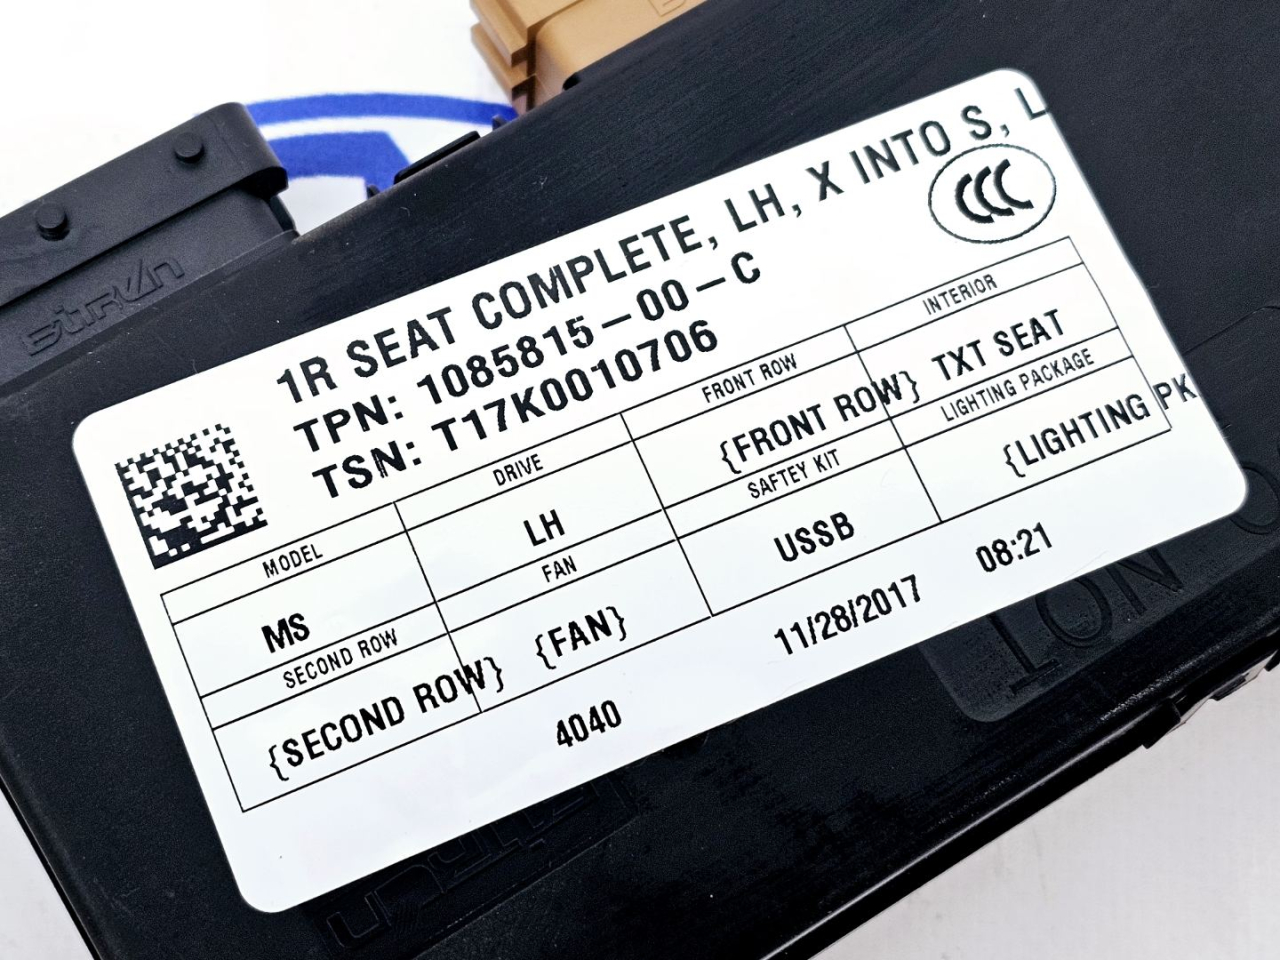 1R SEAT COMPLETE, LH, X INTO S, L
TPN: 1085815-00-C
TSN: T17K0010706
CCC
MODEL
DRIVE
FRONT ROW
INTERIOR
MS
LH
{FRONT ROW}
TXT SEAT
SECOND ROW
FAN
SAFTEY KIT
LIGHTING PACKAGE
{SECOND ROW}
{FAN}
USSB
{LIGHTING PK
4040
11/28/2017
08:21